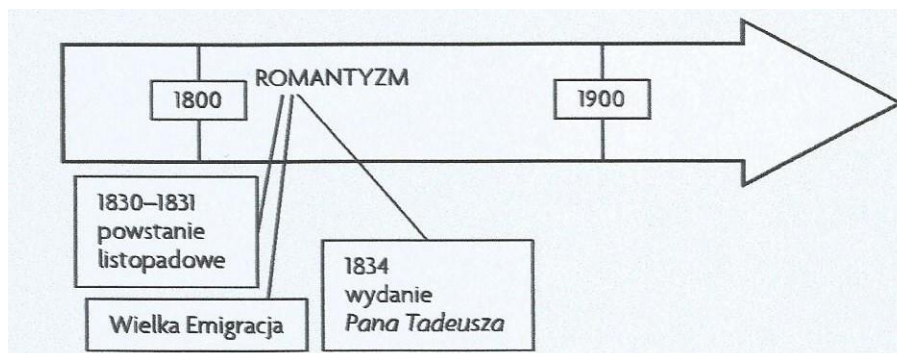 ROMANTYZM
1800
1900
1830–1831
powstanie
listopadowe
Wielka Emigracja
1834
wydanie
Pana Tadeusza